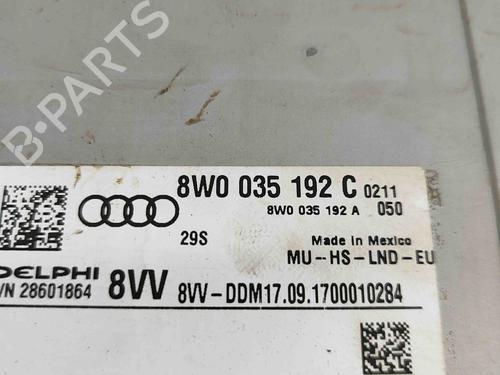 B-PARTS
8W0 035 192 C 0211
8W0 035 192 A 050
29S
Made in Mexico
MU--HS-LND-EU
DELPHI
/N 28601864 8VV 8VV-DDM17.09.1700010284